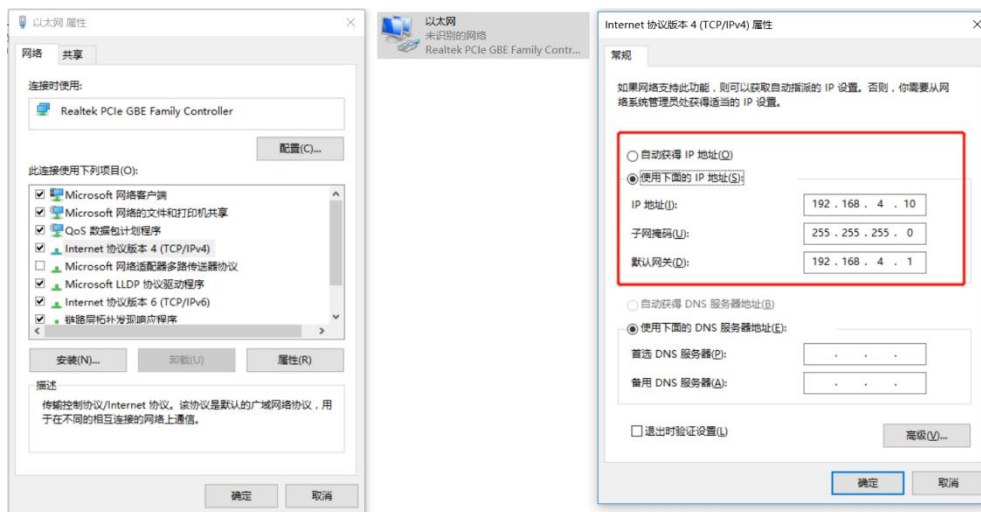 以太网 属性
网络
共享
连接时使用:
Realtek PCIe GBE Family Controller
配置(C)...
此连接使用下列项目(O):
Microsoft 网络客户端
Microsoft 网络的文件和打印机共享
QoS 数据包计划程序
Internet 协议版本 4 (TCP/IPv4)
Microsoft 网络适配器多路传送器协议
Microsoft LLDP 协议驱动程序
Internet 协议版本 6 (TCP/IPv6)
链路层拓扑发现响应程序
安装(N)...
卸载(U)
属性(R)
描述
传输控制协议/Internet 协议。该协议是默认的广域网络协议，用
于在不同的相互连接的网络上通信。
确定
取消
以太网
未识别的网络
Realtek PCIe GBE Family Contr...
Internet 协议版本 4 (TCP/IPv4) 属性
常规
如果网络支持此功能，则可以获取自动指派的 IP 设置。否则，你需要从网
络系统管理员处获得适当的 IP 设置。
自动获得 IP 地址(O)
使用下面的 IP 地址(S):
IP 地址(I): 192 . 168 . 4 . 10
子网掩码(U): 255 . 255 . 255 . 0
默认网关(D): 192 . 168 . 4 . 1
自动获得 DNS 服务器地址(B)
使用下面的 DNS 服务器地址(E):
首选 DNS 服务器(P): . . .
备用 DNS 服务器(A): . . .
退出时验证设置(L)
高级(V)...
确定
取消